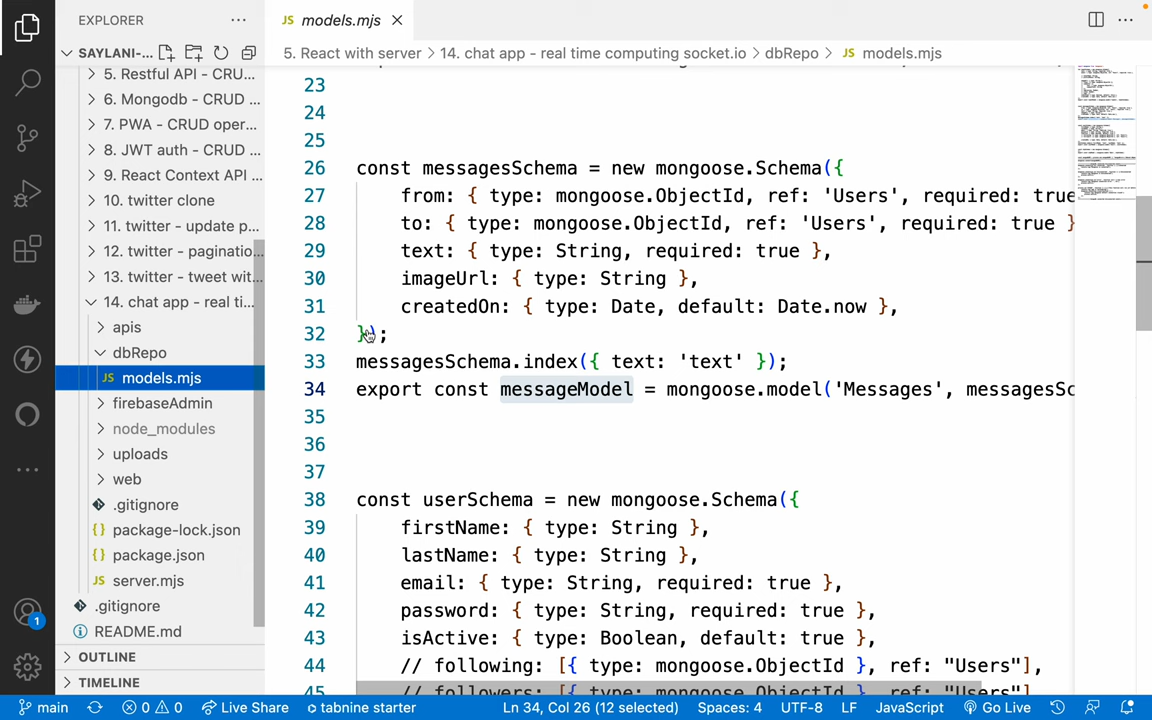 EXPLORER
models.mjs
SAYLANI-...
5. React with server > 14. chat app - real time computing socket.io > dbRepo > JS models.mjs
5. Restful API - CRU...
6. Mongodb - CRUD ...
7. PWA - CRUD oper...
8. JWT auth - CRUD ...
9. React Context API ...
10. twitter clone
11. twitter - update p...
12. twitter - paginatio...
13. twitter - tweet wit...
14. chat app - real ti...
apis
dbRepo
JS models.mjs
firebaseAdmin
node_modules
uploads
web
.gitignore
{} package-lock.json
{} package.json
JS server.mjs
.gitignore
README.md
OUTLINE
TIMELINE
23
24
25
26 const messagesSchema = new mongoose.Schema({
27 from: { type: mongoose.ObjectId, ref: 'Users', required: true
28 to: { type: mongoose.ObjectId, ref: 'Users', required: true }
29 text: { type: String, required: true },
30 imageUrl: { type: String },
31 createdOn: { type: Date, default: Date.now },
32 });
33 messagesSchema.index({ text: 'text' });
34 export const messageModel = mongoose.model('Messages', messagesSc
35
36
37
38 const userSchema = new mongoose.Schema({
39 firstName: { type: String },
40 lastName: { type: String },
41 email: { type: String, required: true },
42 password: { type: String, required: true },
43 isActive: { type: Boolean, default: true },
44 // following: [{ type: mongoose.ObjectId }, ref: "Users"],
45 // followers: [{ type: mongoose.ObjectId }, ref: "Users"]
main 0 0 Live Share tabnine starter Ln 34, Col 26 (12 selected) Spaces: 4 UTF-8 LF JavaScript Go Live